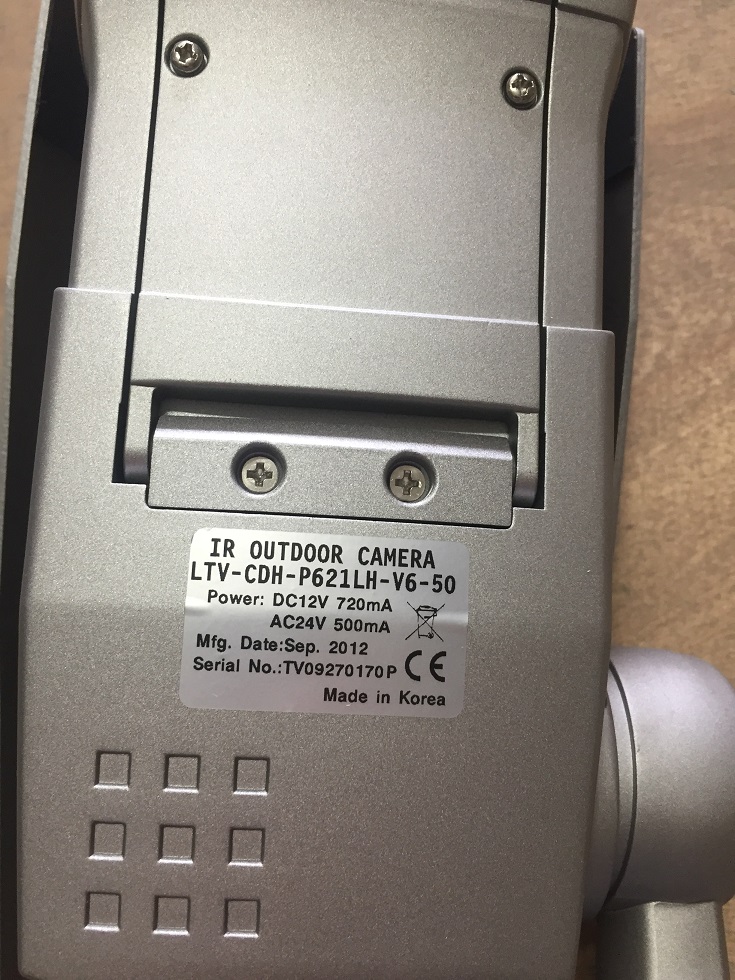 IR OUTDOOR CAMERA
LTV-CDH-P621LH-V6-50
Power: DC12V 720mA
AC24V 500mA
Mfg. Date:Sep. 2012
Serial No.:TV09270170P CE
Made in Korea